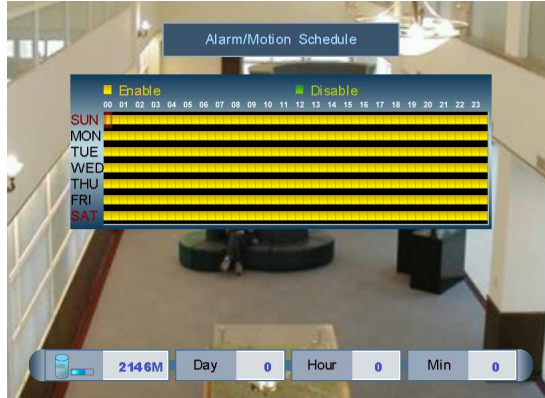 Alarm/Motion Schedule
Enable Disable
00 01 02 03 04 05 06 07 08 09 10 11 12 13 14 15 16 17 18 19 20 21 22 23
SUN
MON
TUE
WED
THU
FRI
SAT
2146M Day 0 Hour 0 Min 0